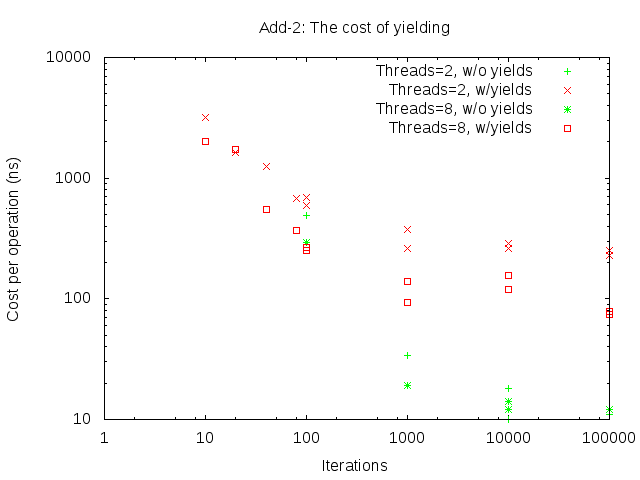 Add-2: The cost of yielding
Cost per operation (ns)
10000
1000
100
10
Threads=2, w/o yields
Threads=2, w/yields
Threads=8, w/o yields
Threads=8, w/yields
1 10 100 1000 10000 100000
Iterations